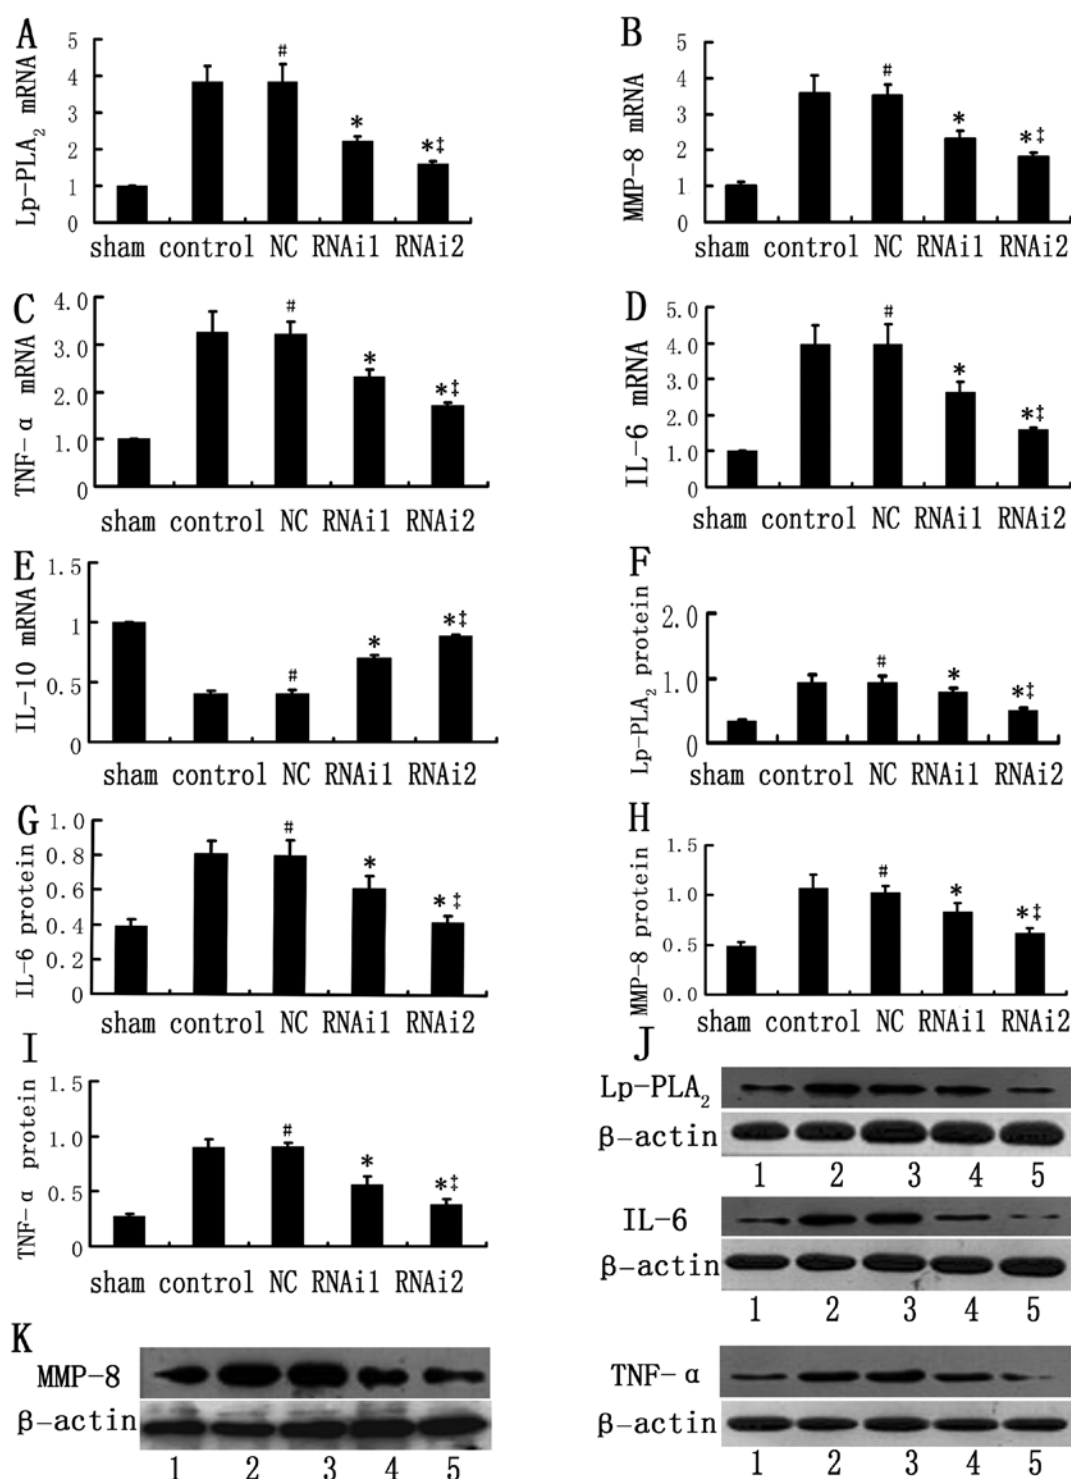 A
Lp-PLA₂ mRNA
5
4
3
2
1
0
#
*
*‡
sham control NC RNAi1 RNAi2
B
MMP-8 mRNA
5
4
3
2
1
0
#
*
*‡
sham control NC RNAi1 RNAi2
C
TNF-α mRNA
4.0
3.0
2.0
1.0
0
#
*
*‡
sham control NC RNAi1 RNAi2
D
IL-6 mRNA
5.0
4.0
3.0
2.0
1.0
0
#
*
*‡
sham control NC RNAi1 RNAi2
E
IL-10 mRNA
1.5
1
0.5
0
#
*
*‡
sham control NC RNAi1 RNAi2
F
Lp-PLA₂ protein
2.0
1.0
0
#
*
*‡
sham control NC RNAi1 RNAi2
G
IL-6 protein
1.0
0.8
0.6
0.4
0.2
0
#
*
*‡
sham control NC RNAi1 RNAi2
H
MMP-8 protein
1.5
1.0
0.5
0.0
#
*
*‡
sham control NC RNAi1 RNAi2
I
TNF-α protein
1.5
1.0
0.5
0
#
*
*‡
sham control NC RNAi1 RNAi2
J
Lp-PLA₂
β-actin
1 2 3 4 5
IL-6
β-actin
1 2 3 4 5
TNF-α
β-actin
1 2 3 4 5
K
MMP-8
β-actin
1 2 3 4 5